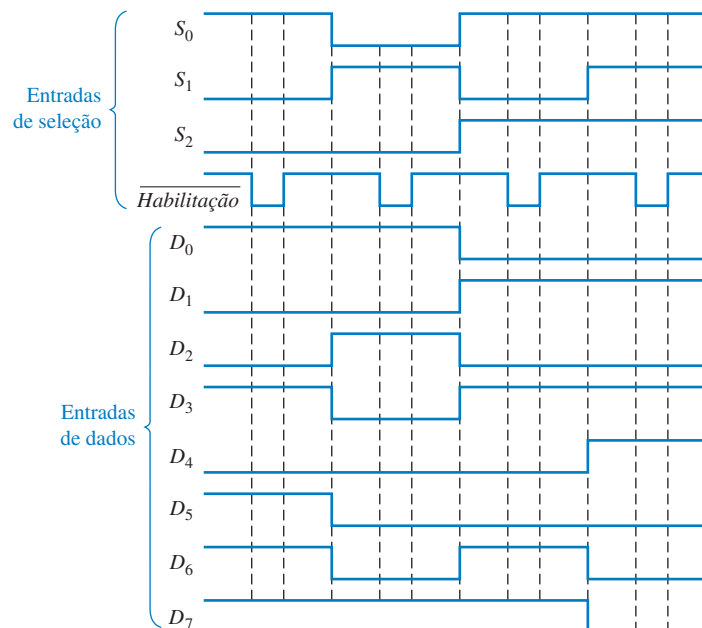 S₀
S₁
Entradas
de seleção
S₂
Habilitação
D₀
D₁
D₂
D₃
Entradas
de dados
D₄
D₅
D₆
D₇